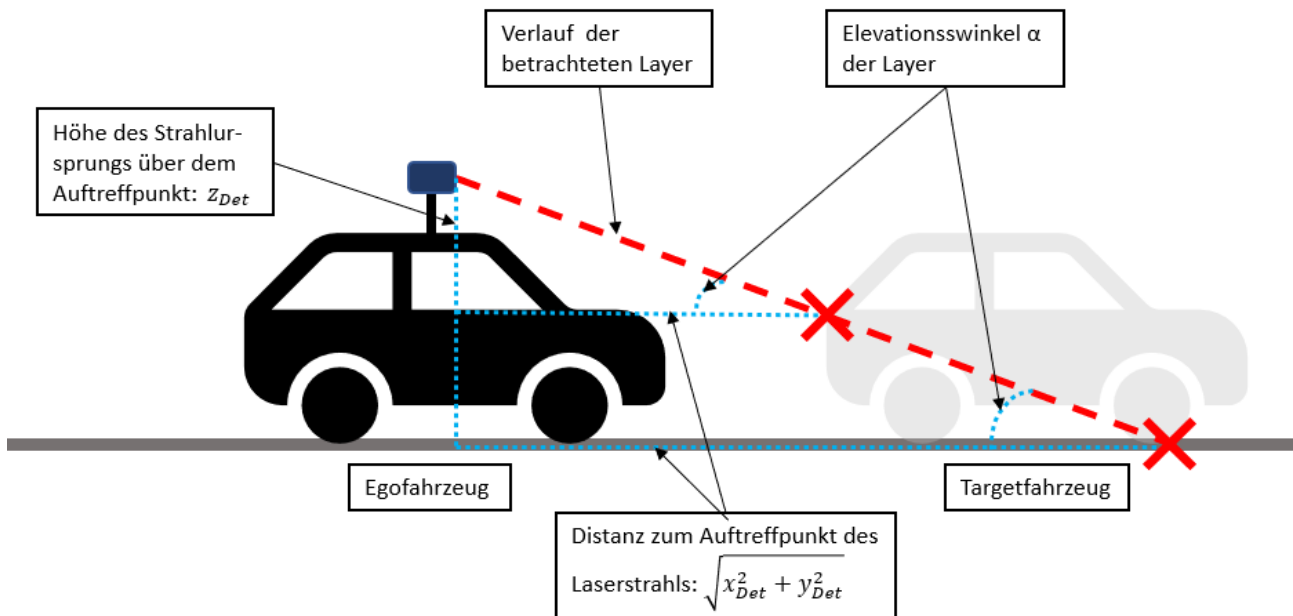 Verlauf der
betrachteten Layer
Elevationsswinkel α
der Layer
Höhe des Strahlur-
sprungs über dem
Auftreffpunkt: z_Det
Egofahrzeug
Targetfahrzeug
Distanz zum Auftreffpunkt des
Laserstrahls: √(x²_Det + y²_Det)